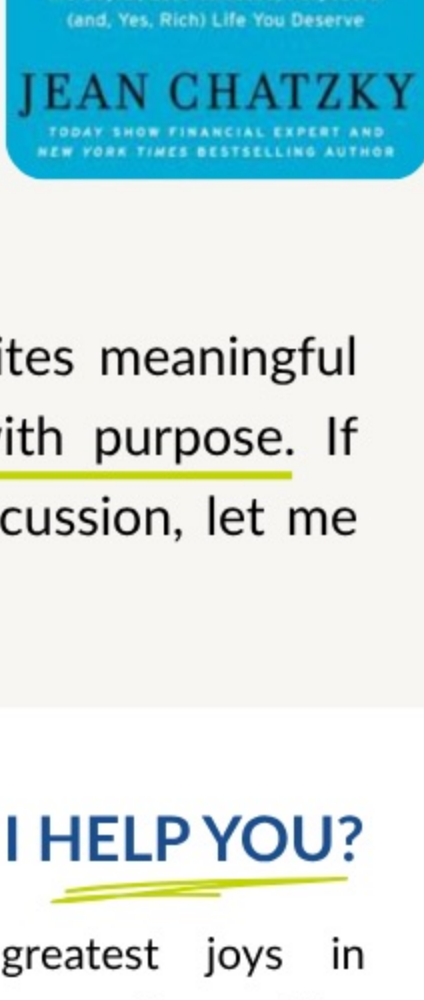 (and, Yes, Rich) Life You Deserve
JEAN CHATZKY
TODAY SHOW FINANCIAL EXPERT AND
NEW YORK TIMES BESTSELLING AUTHOR
ites meaningful
with purpose. If
cussion, let me
I HELP YOU?
greatest joys in